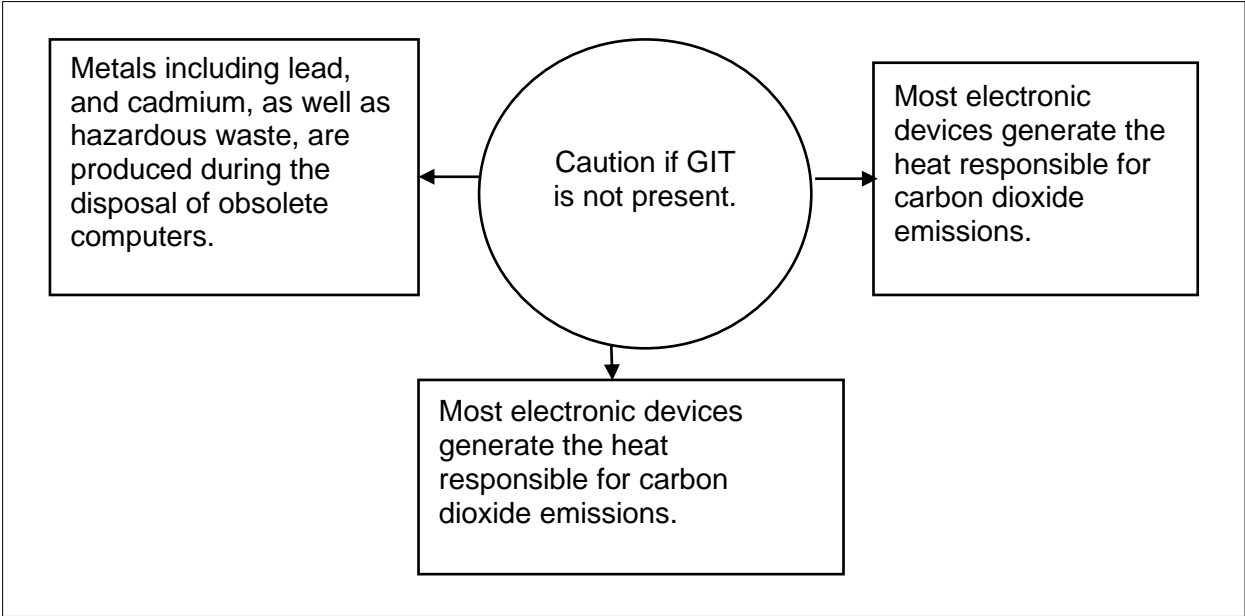 Metals including lead,
and cadmium, as well as
hazardous waste, are
produced during the
disposal of obsolete
computers.
Caution if GIT
is not present.
Most electronic
devices generate the
heat responsible for
carbon dioxide
emissions.
Most electronic devices
generate the heat
responsible for carbon
dioxide emissions.